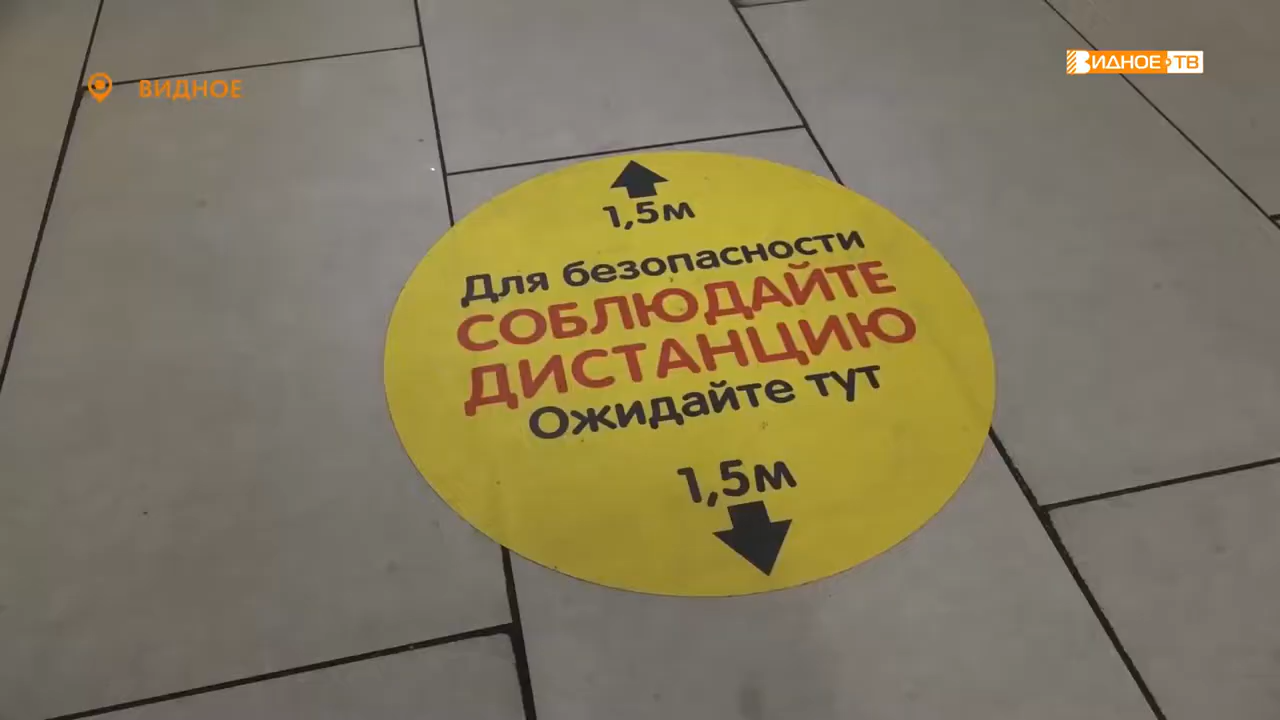 ВИДНОЕ
ВИДНОЕ ТВ
1,5м
Для безопасности
СОБЛЮДАЙТЕ
ДИСТАНЦИЮ
Ожидайте тут
1,5м